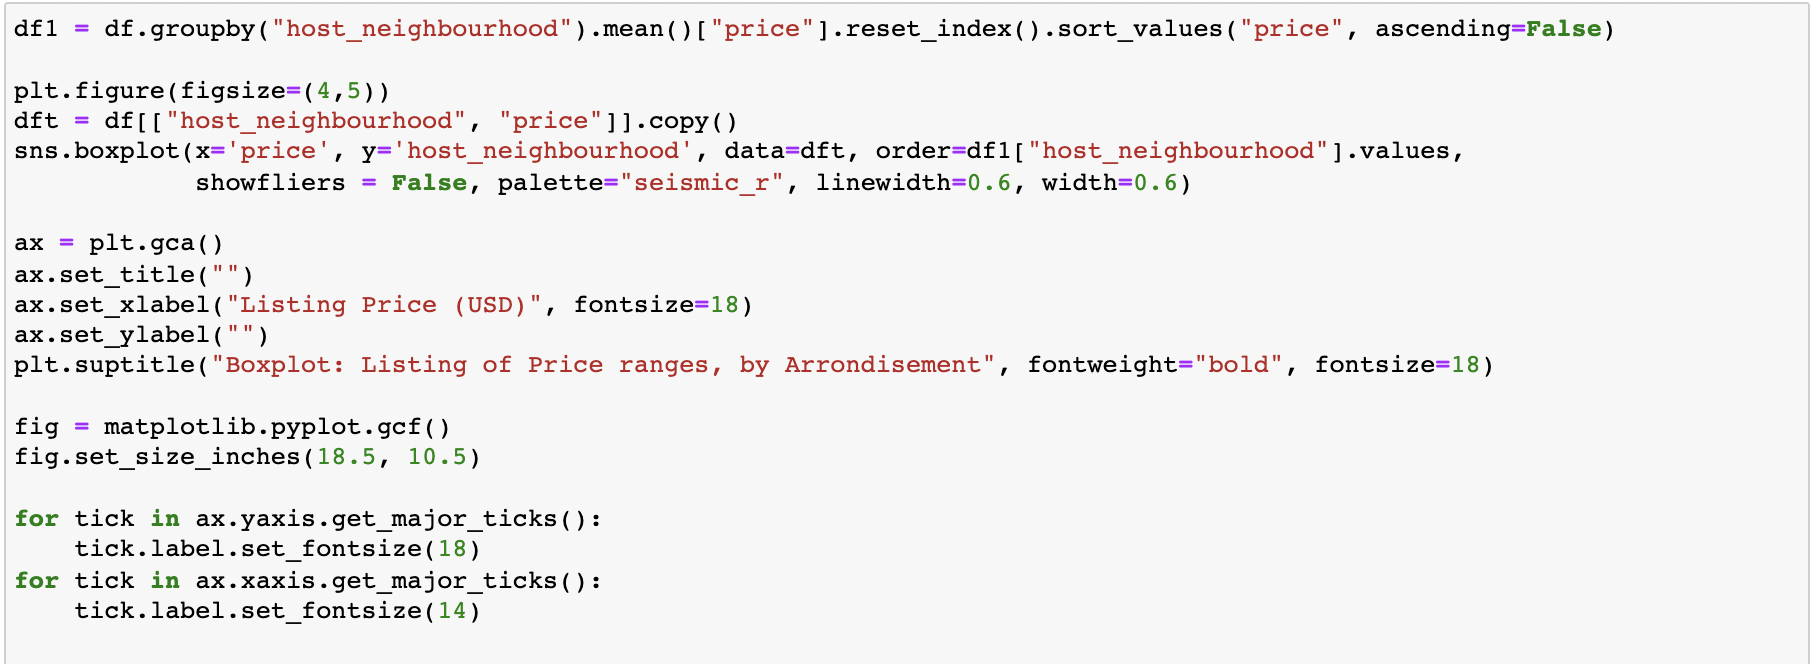 df1 = df.groupby("host_neighbourhood").mean()["price"].reset_index().sort_values("price", ascending=False)

plt.figure(figsize=(4,5))
dft = df[["host_neighbourhood", "price"]].copy()
sns.boxplot(x='price', y='host_neighbourhood', data=dft, order=df1["host_neighbourhood"].values,
            showfliers = False, palette="seismic_r", linewidth=0.6, width=0.6)

ax = plt.gca()
ax.set_title("")
ax.set_xlabel("Listing Price (USD)", fontsize=18)
ax.set_ylabel("")
plt.suptitle("Boxplot: Listing of Price ranges, by Arrondisement", fontweight="bold", fontsize=18)

fig = matplotlib.pyplot.gcf()
fig.set_size_inches(18.5, 10.5)

for tick in ax.yaxis.get_major_ticks():
    tick.label.set_fontsize(18)
for tick in ax.xaxis.get_major_ticks():
    tick.label.set_fontsize(14)